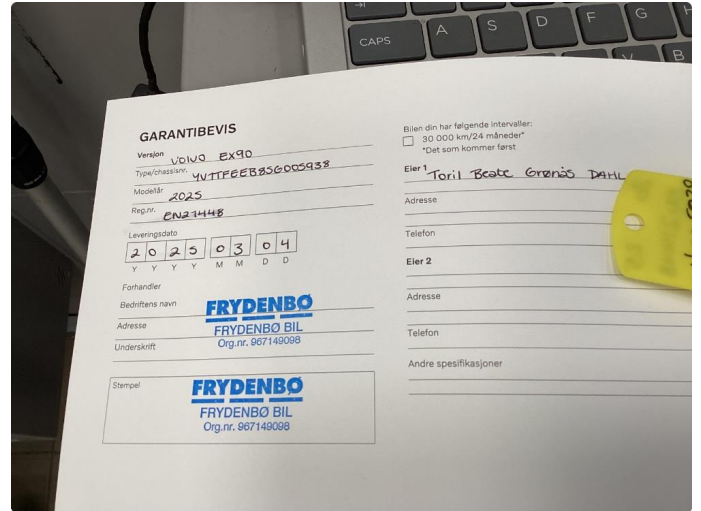 CAPS
A
S
D
F
G
V
B
GARANTIBEVIS
Versjon VOLVO EX90
Type/chassisnr.
Modellår 2025
Reg.nr. EN27448
Leveringsdato
2 0 2 5 0 3 0 4
Y Y Y Y M M D D
Forhandler
Bedriftens navn
FRYDENBØ
Adresse
FRYDENBØ BIL
Underskrift
Org.nr. 967149098
Stempel
FRYDENBØ
FRYDENBØ BIL
Org.nr. 967149098
Bilen din har følgende intervaller:
30 000 km/24 måneder*
*Det som kommer først
Eier 1 Toril Beate Grønås DAHL
Adresse
Telefon
Eier 2
Adresse
Telefon
Andre spesifikasjoner